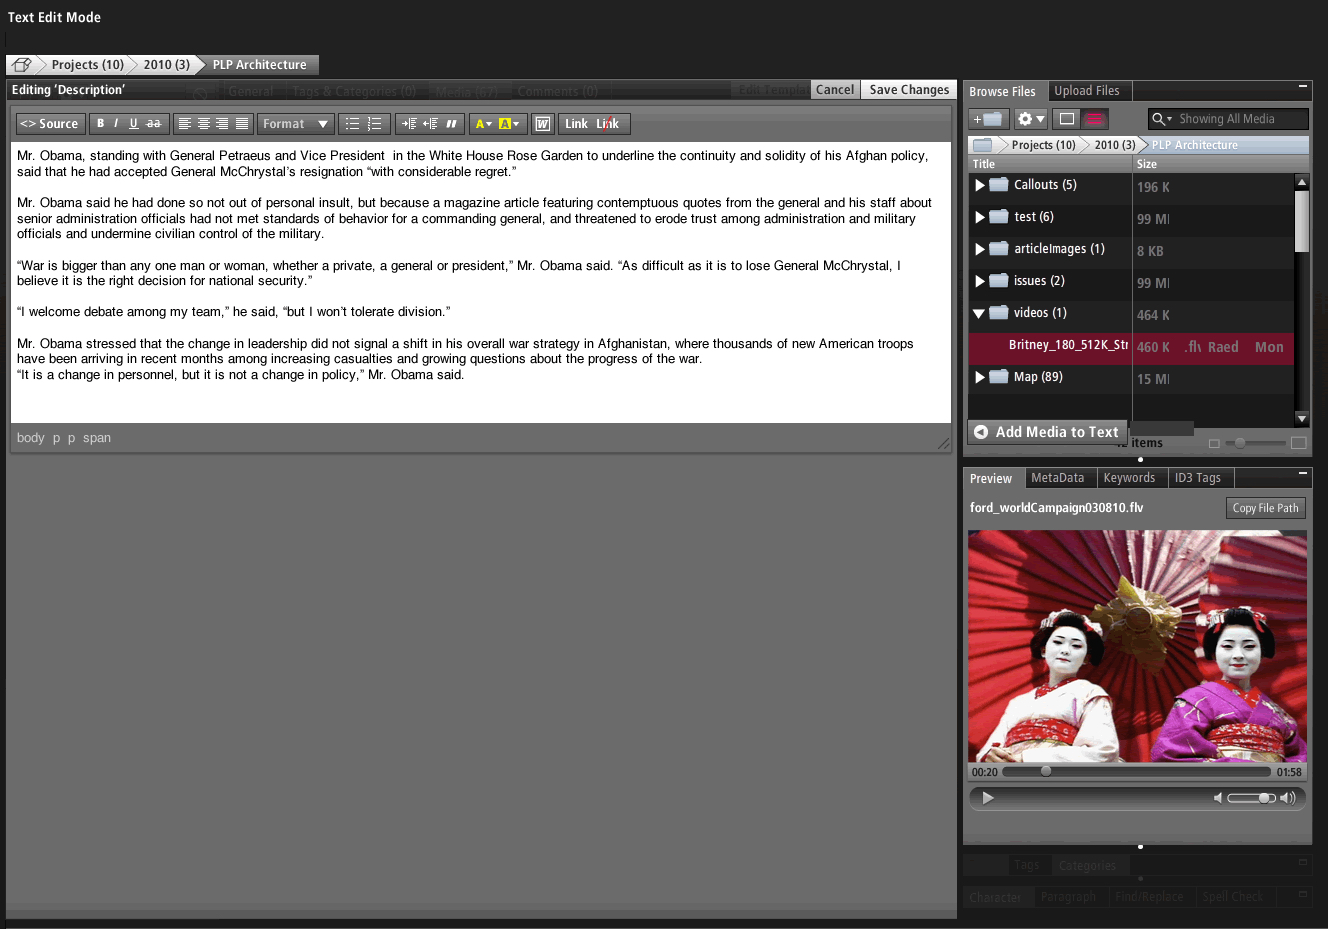 Text Edit Mode
Projects (10) 2010 (3) PLP Architecture
Editing 'Description' General Tags & Categories (0) Media (67) Comments (0) Edit Templat Cancel Save Changes
<> Source B I U aa Format A A W Link Link
Mr. Obama, standing with General Petraeus and Vice President in the White House Rose Garden to underline the continuity and solidity of his Afghan policy,
said that he had accepted General McChrystal's resignation “with considerable regret.”
Mr. Obama said he had done so not out of personal insult, but because a magazine article featuring contemptuous quotes from the general and his staff about
senior administration officials had not met standards of behavior for a commanding general, and threatened to erode trust among administration and military
officials and undermine civilian control of the military.
“War is bigger than any one man or woman, whether a private, a general or president,” Mr. Obama said. “As difficult as it is to lose General McChrystal, I
believe it is the right decision for national security.”
“I welcome debate among my team,” he said, “but I won't tolerate division.”
Mr. Obama stressed that the change in leadership did not signal a shift in his overall war strategy in Afghanistan, where thousands of new American troops
have been arriving in recent months among increasing casualties and growing questions about the progress of the war.
“It is a change in personnel, but it is not a change in policy,” Mr. Obama said.
body p p span
Browse Files Upload Files
Showing All Media
Projects (10) 2010 (3) PLP Architecture
Title Size
Callouts (5) 196 K
test (6) 99 M
articleImages (1) 8 KB
issues (2) 99 M
videos (1) 464 K
Britney_180_512K_Str 460 K .flv Raed Mon
Map (89) 15 M
Add Media to Text items
Preview MetaData Keywords ID3 Tags
ford_worldCampaign030810.flv Copy File Path
00:20 01:58
Tags Categories
Character Paragraph Find/Replace Spell Check